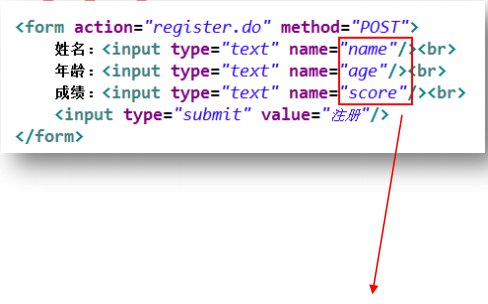 <form action="register.do" method="POST">
姓名：<input type="text" name="name"/><br>
年龄：<input type="text" name="age"/><br>
成绩：<input type="text" name="score"/><br>
<input type="submit" value="注册"/>
</form>